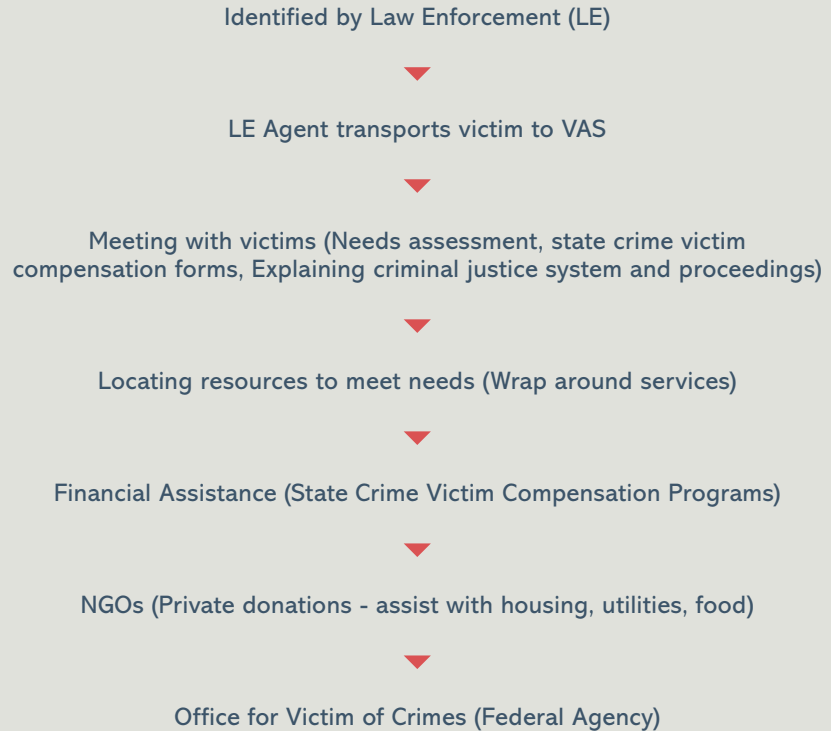 Identified by Law Enforcement (LE)
LE Agent transports victim to VAS
Meeting with victims (Needs assessment, state crime victim
compensation forms, Explaining criminal justice system and proceedings)
Locating resources to meet needs (Wrap around services)
Financial Assistance (State Crime Victim Compensation Programs)
NGOs (Private donations - assist with housing, utilities, food)
Office for Victim of Crimes (Federal Agency)